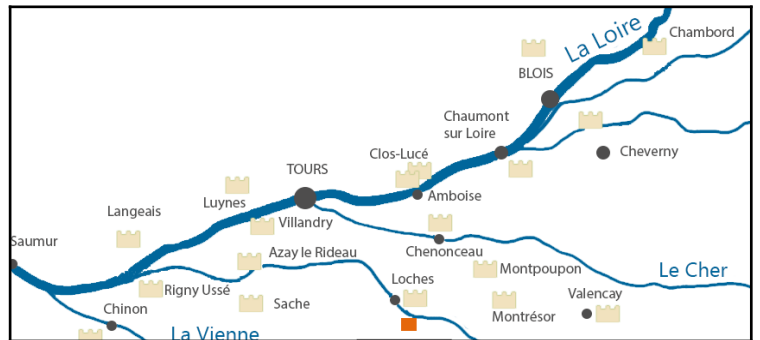 La Loire
Chambord
BLOIS
Chaumont
sur Loire
Cheverny
Clos-Lucé
TOURS
Amboise
Luynes
Langeais
Villandry
Saumur
Azay le Rideau
Chenonceau
Montpoupon
Le Cher
Rigny Ussé
Loches
Sache
Valencay
Chinon
Montrésor
La Vienne